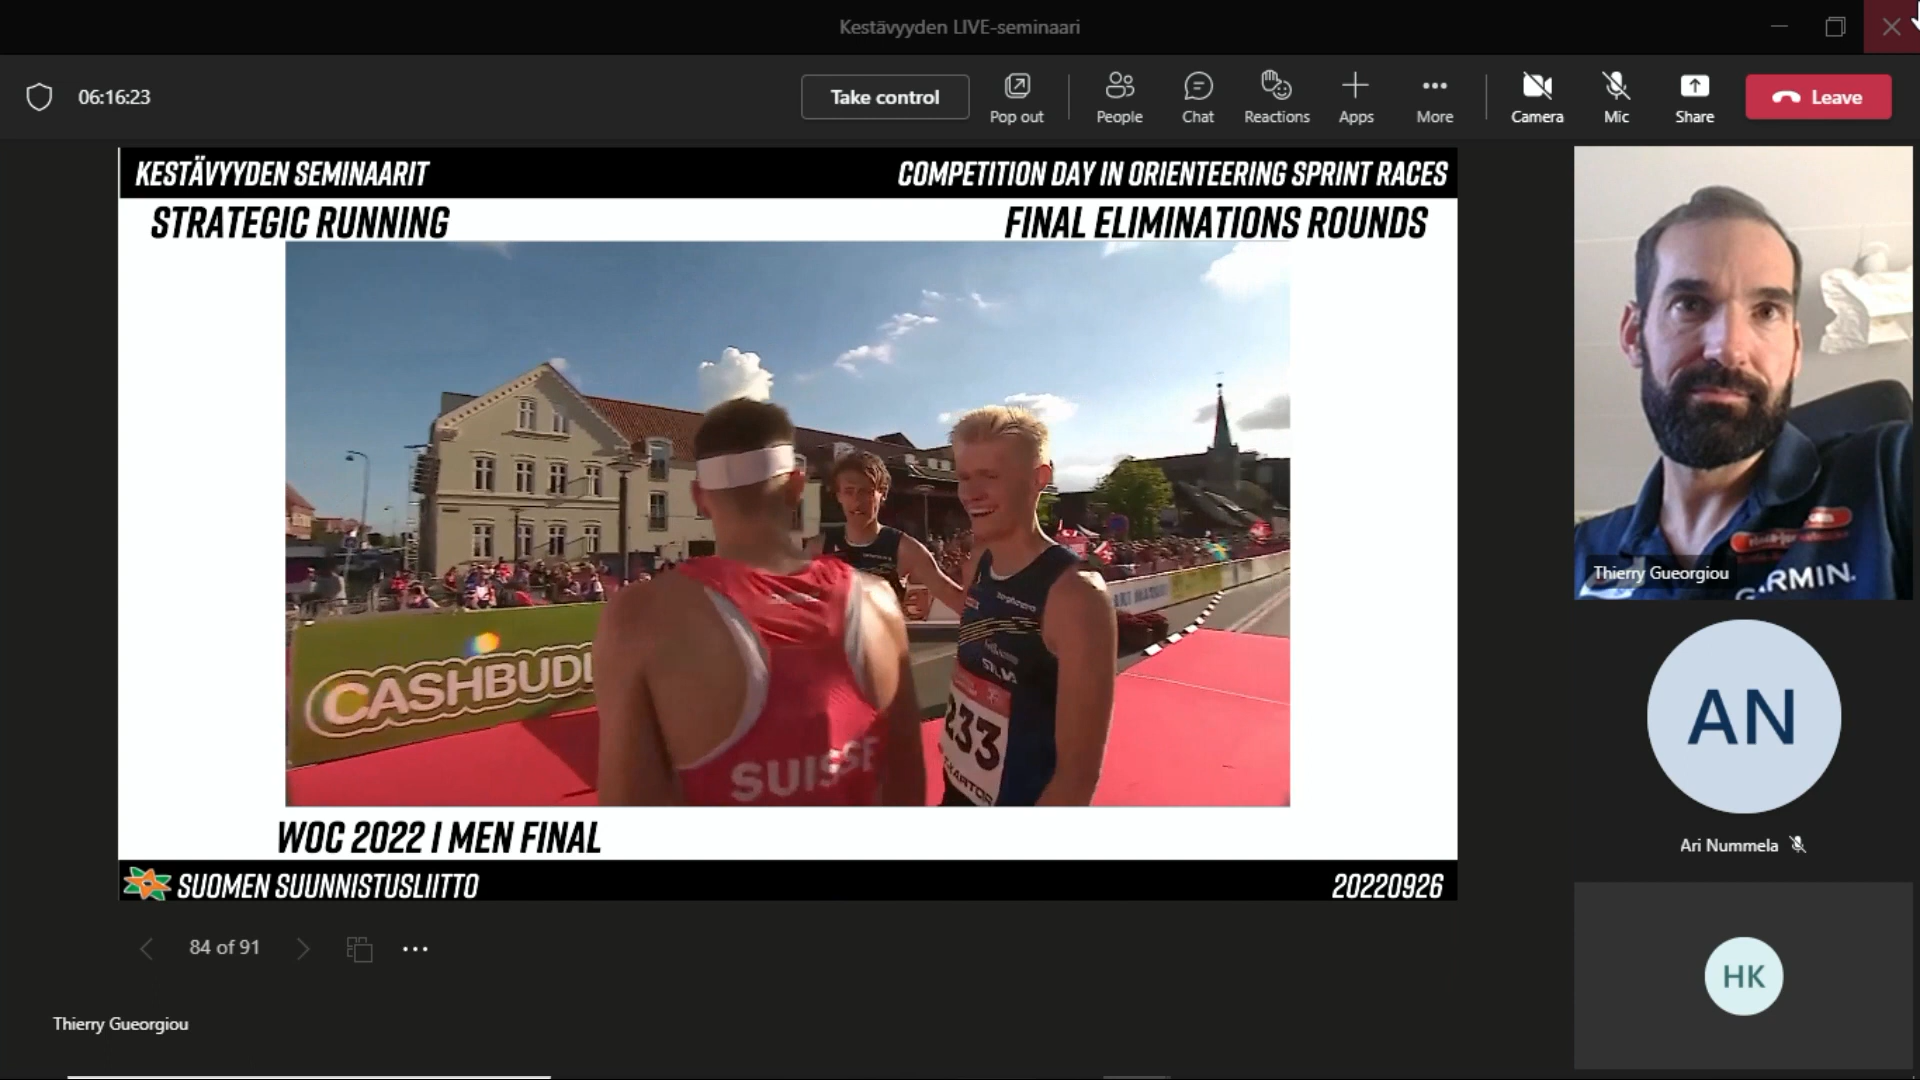 Kestävyyden LIVE-seminaari
06:16:23
Take control
Pop out
People
Chat
Reactions
Apps
More
Camera
Mic
Share
Leave
KESTÄVYYDEN SEMINAARIT
COMPETITION DAY IN ORIENTEERING SPRINT RACES
STRATEGIC RUNNING
FINAL ELIMINATIONS ROUNDS
CASHBUD
SUISSE
SILVA
233
WOC 2022 I MEN FINAL
SUOMEN SUUNNISTUSLIITTO
20220926
84 of 91
Thierry Gueorgiou
Thierry Gueorgiou
GARMIN.
AN
Ari Nummela
HK